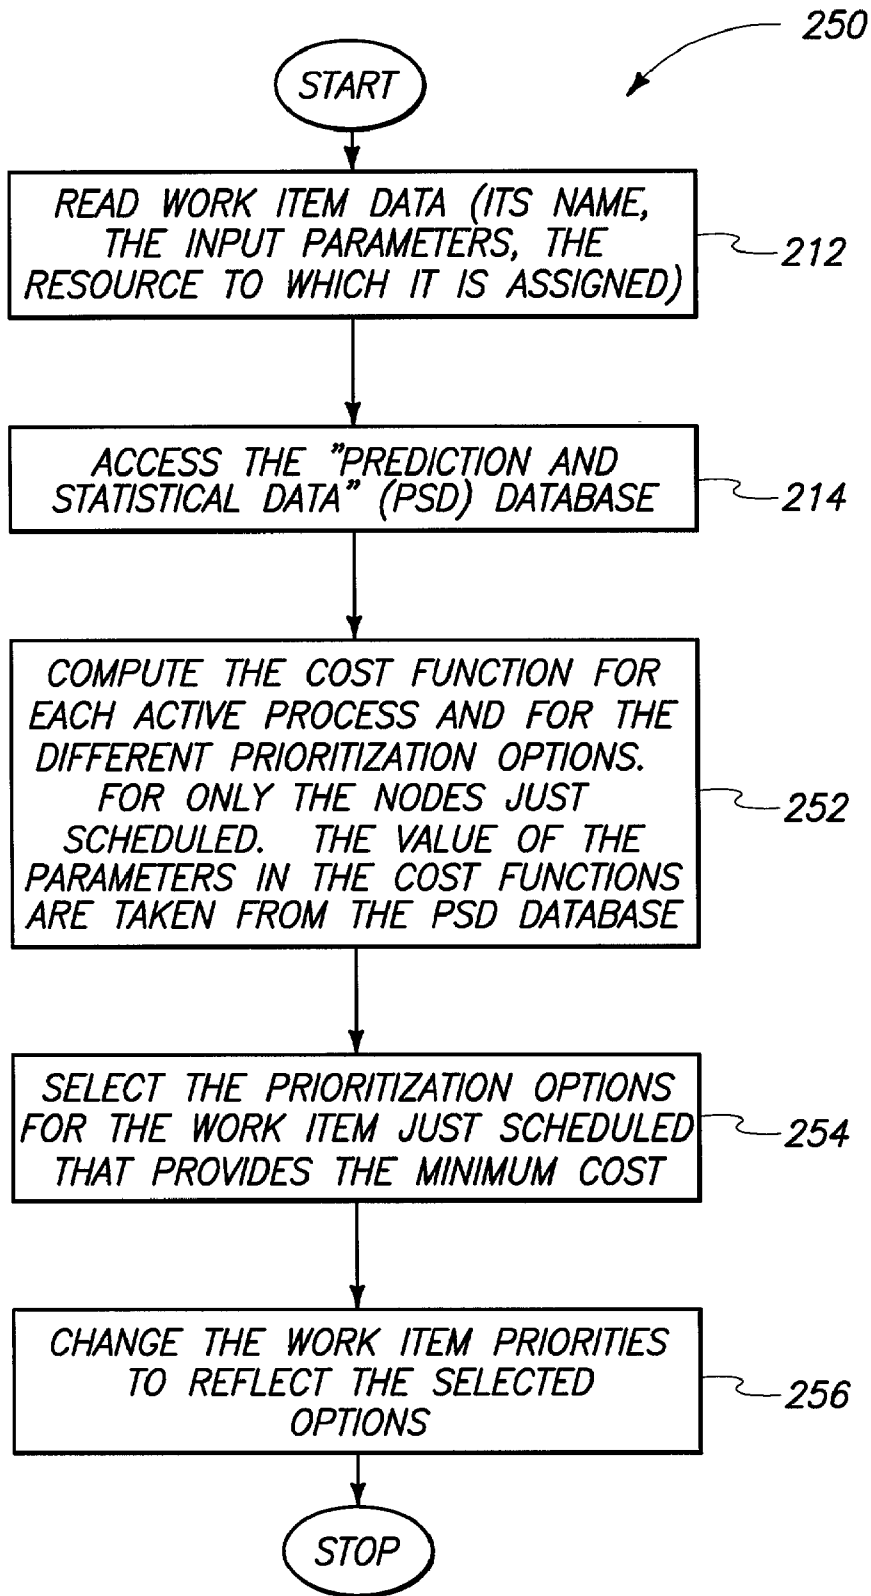 250
START
READ WORK ITEM DATA (ITS NAME,
THE INPUT PARAMETERS, THE
RESOURCE TO WHICH IT IS ASSIGNED)
212
ACCESS THE "PREDICTION AND
STATISTICAL DATA" (PSD) DATABASE
214
COMPUTE THE COST FUNCTION FOR
EACH ACTIVE PROCESS AND FOR THE
DIFFERENT PRIORITIZATION OPTIONS.
FOR ONLY THE NODES JUST
SCHEDULED. THE VALUE OF THE
PARAMETERS IN THE COST FUNCTIONS
ARE TAKEN FROM THE PSD DATABASE
252
SELECT THE PRIORITIZATION OPTIONS
FOR THE WORK ITEM JUST SCHEDULED
THAT PROVIDES THE MINIMUM COST
254
CHANGE THE WORK ITEM PRIORITIES
TO REFLECT THE SELECTED
OPTIONS
256
STOP